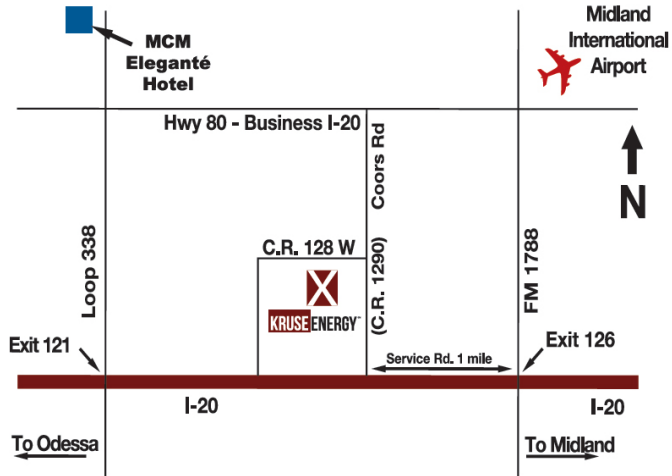 MCM
Eleganté
Hotel
Midland
International
Airport
Hwy 80 - Business I-20
Coors Rd
(C.R. 1290)
N
Loop 338
C.R. 128 W
FM 1788
KRUSE ENERGY™
Exit 121
Service Rd. 1 mile
Exit 126
I-20
I-20
To Odessa
To Midland